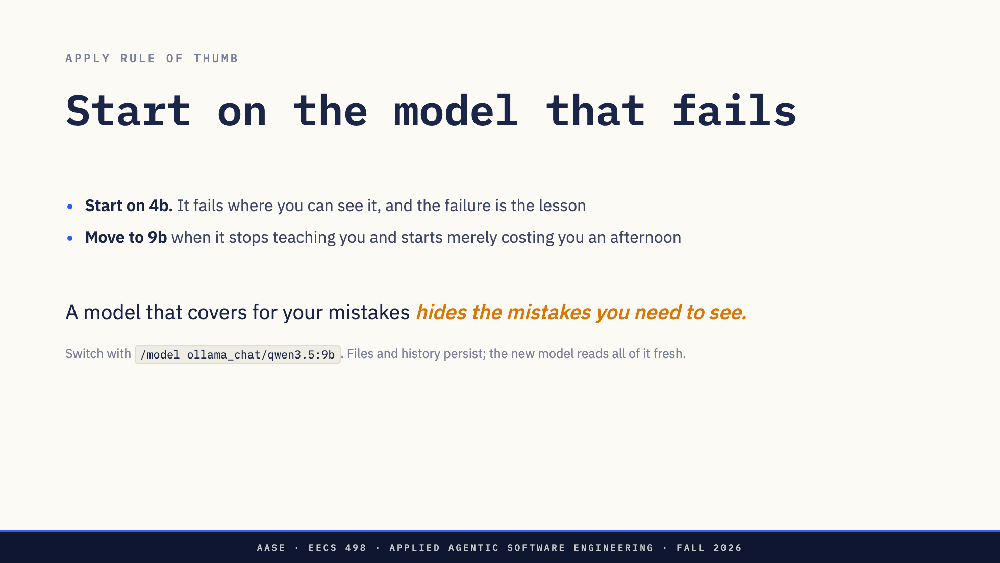 APPLY RULE OF THUMB
Start on the model that fails
• Start on 4b. It fails where you can see it, and the failure is the lesson
• Move to 9b when it stops teaching you and starts merely costing you an afternoon
A model that covers for your mistakes hides the mistakes you need to see.
Switch with /model ollama_chat/qwen3.5:9b. Files and history persist; the new model reads all of it fresh.
AASE · EECS 498 · APPLIED AGENTIC SOFTWARE ENGINEERING · FALL 2026